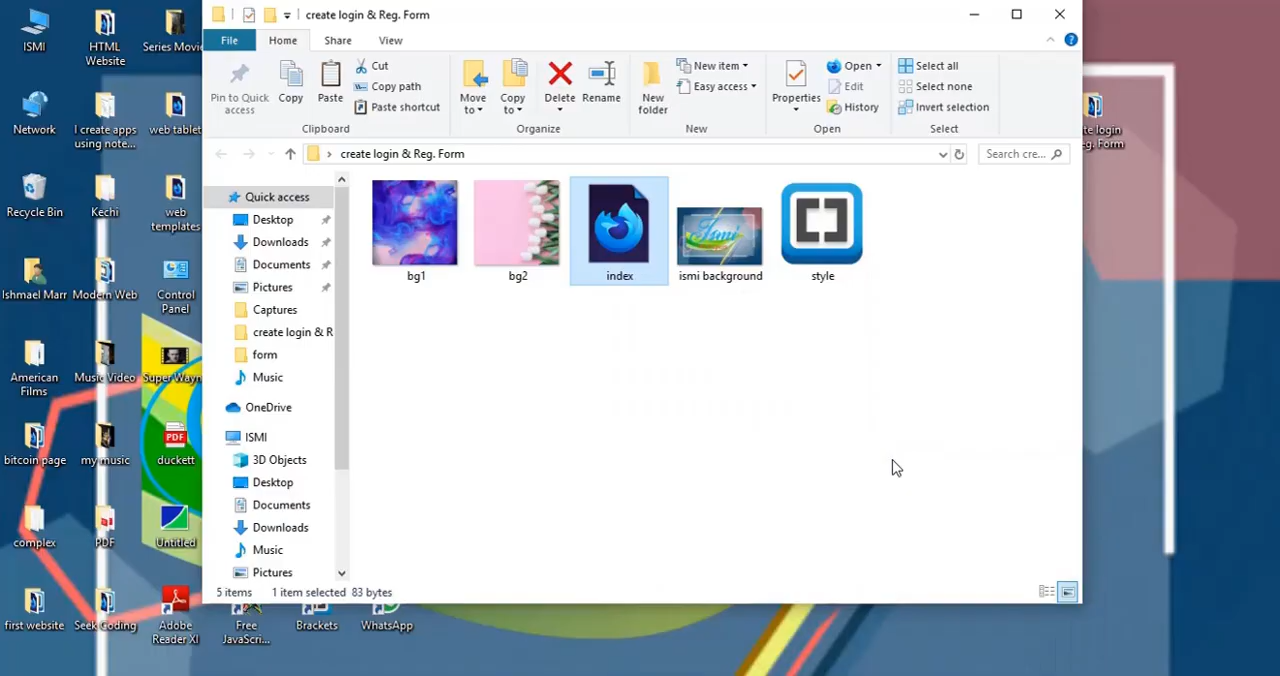 create login & Reg. Form
File
Home
Share
View
Pin to Quick
access
Copy
Paste
Cut
Copy path
Paste shortcut
Clipboard
Move
to
Copy
to
Delete
Rename
Organize
New
folder
New item
Easy access
New
Properties
Open
Edit
History
Open
Select all
Select none
Invert selection
Select
create login & Reg. Form
Search cre...
Quick access
Desktop
Downloads
Documents
Pictures
Captures
create login & R
form
Music
OneDrive
ISMI
3D Objects
Desktop
Documents
Downloads
Music
Pictures
bg1
bg2
index
Ismi
ismi background
style
5 items
1 item selected
83 bytes
ISMI
HTML
Website
Series Movi
Network
I create apps
using note...
web tablet
Recycle Bin
Kechi
web
templates
Ishmael Marr
Modern Web
Control
Panel
American
Films
Music Video
Super Wayn
bitcoin page
my music
PDF
duckett
complex
PDF
Untitled
first website
Seek Coding
Adobe
Reader XI
Free
JavaScri...
Brackets
WhatsApp
te login
eg. Form